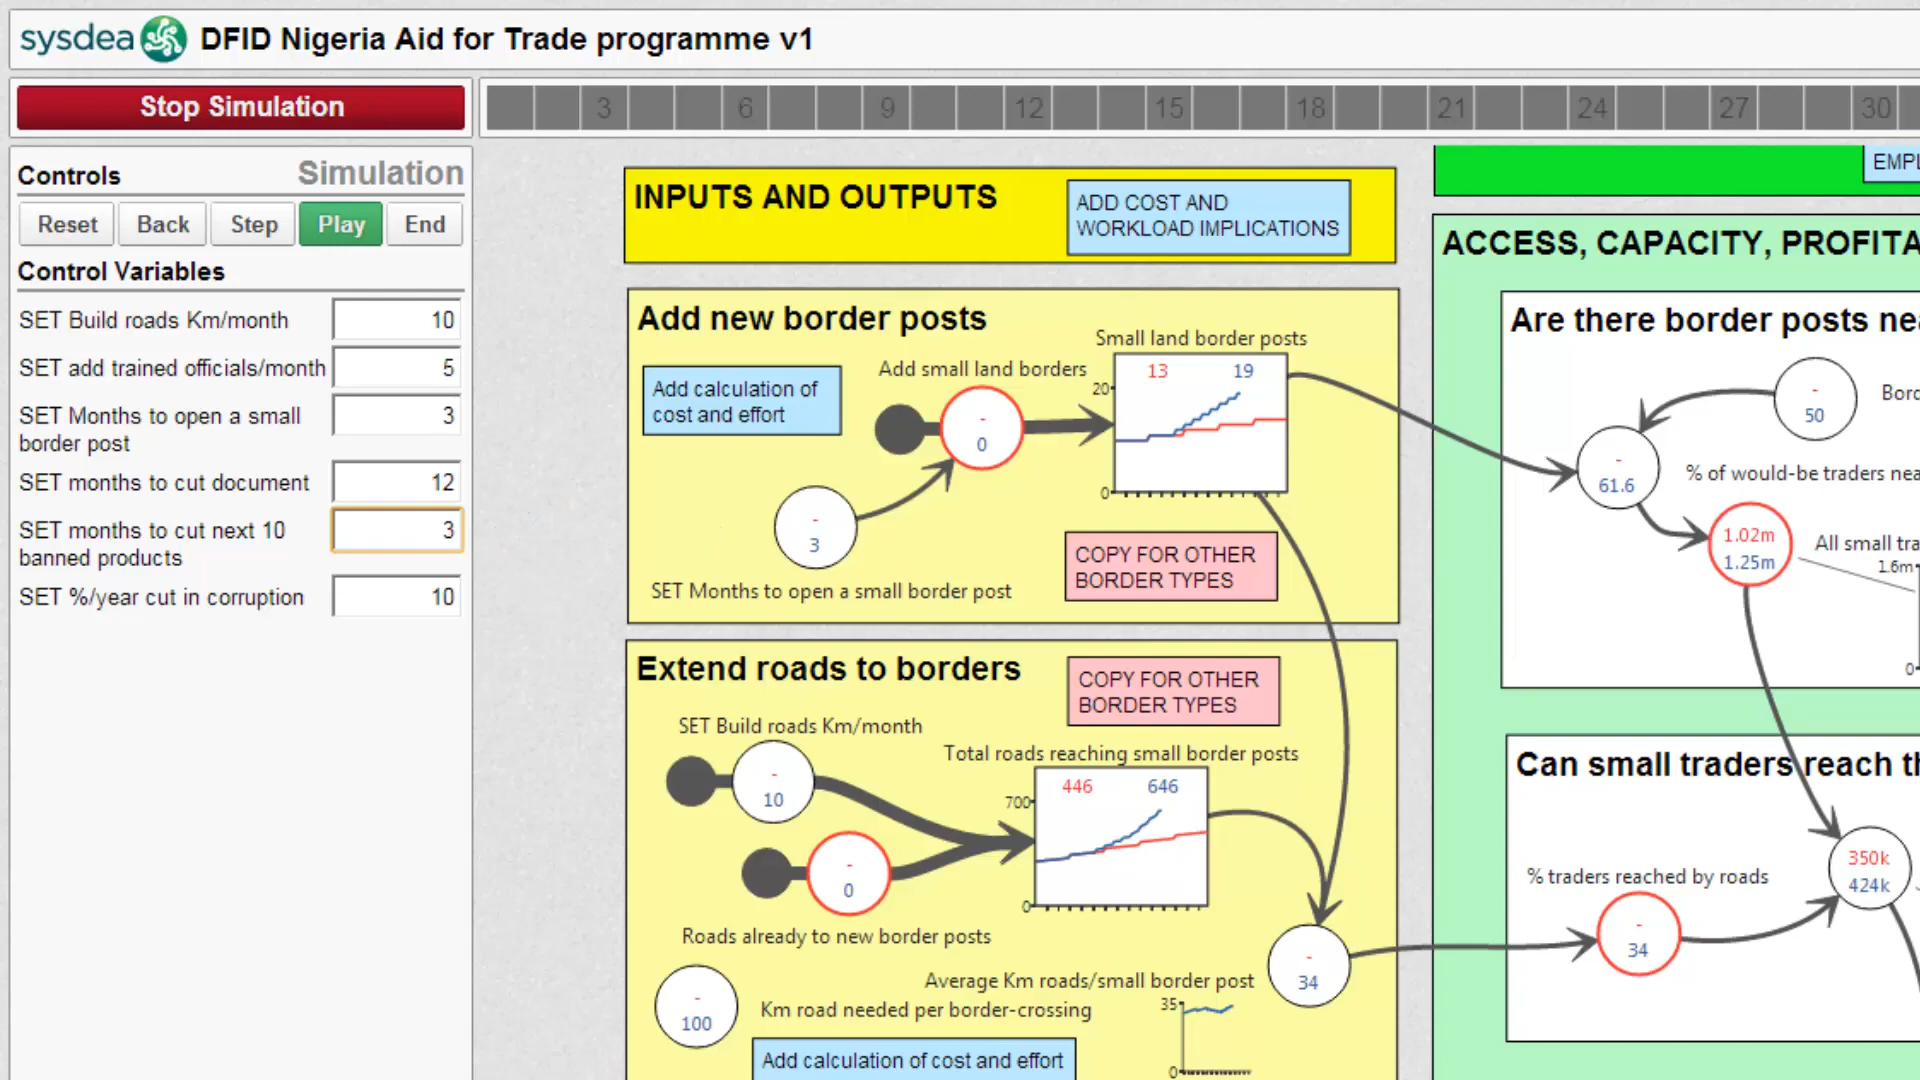 sysdea DFID Nigeria Aid for Trade programme v1
Stop Simulation
3 6 9 12 15 18 21 24 27 30
Controls Simulation
Reset Back Step Play End
Control Variables
SET Build roads Km/month 10
SET add trained officials/month 5
SET Months to open a small
border post
3
SET months to cut document 12
SET months to cut next 10
banned products
3
SET %/year cut in corruption 10
INPUTS AND OUTPUTS
ADD COST AND
WORKLOAD IMPLICATIONS
Add new border posts
Add calculation of
cost and effort
Add small land borders
-
0
Small land border posts
13 19
20
0
-
3
SET Months to open a small border post
COPY FOR OTHER
BORDER TYPES
Extend roads to borders
COPY FOR OTHER
BORDER TYPES
SET Build roads Km/month
-
10
-
0
Total roads reaching small border posts
446 646
700
0
Roads already to new border posts
-
100
Average Km roads/small border post
Km road needed per border-crossing
-
34
35
0
Add calculation of cost and effort
EMPL
ACCESS, CAPACITY, PROFITA
Are there border posts nea
-
50
Borc
-
61.6
% of would-be traders nea
1.02m
1.25m
All small tra
1.6m
0
Can small traders reach th
% traders reached by roads
-
34
350k
424k